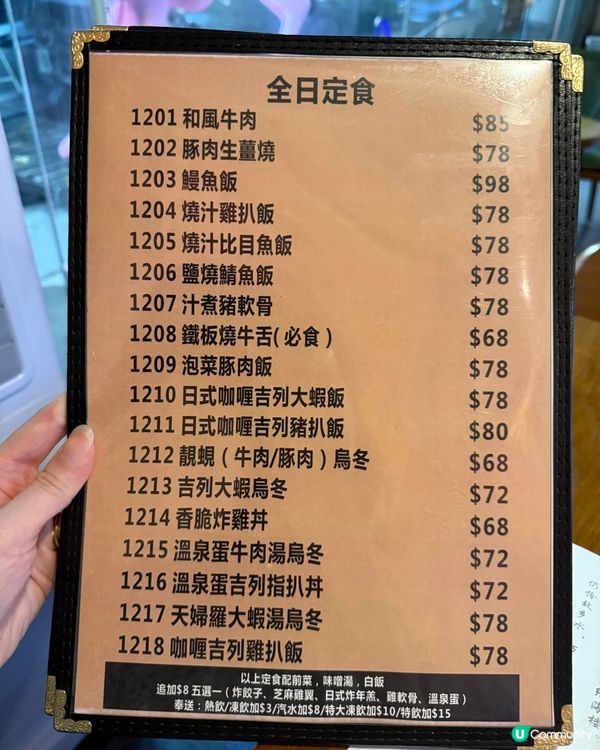 全日定食
1201 和風牛肉 $85
1202 豚肉生薑燒 $78
1203 鰻魚飯 $98
1204 燒汁雞扒飯 $78
1205 燒汁比目魚飯 $78
1206 鹽燒鯖魚飯 $78
1207 汁煮豬軟骨 $78
1208 鐵板燒牛舌( 必食 ) $68
1209 泡菜豚肉飯 $78
1210 日式咖喱吉列大蝦飯 $78
1211 日式咖喱吉列豬扒飯 $80
1212 靚蜆 ( 牛肉/豚肉 ) 烏冬 $68
1213 吉列大蝦烏冬 $72
1214 香脆炸雞丼 $68
1215 溫泉蛋牛肉湯烏冬 $72
1216 溫泉蛋吉列指扒丼 $72
1217 天婦羅大蝦湯烏冬 $78
1218 咖喱吉列雞扒飯 $78
以上定食配前菜，味噌湯，白飯
追加$8 五選一 ( 炸餃子、芝麻雞翼、日式炸年羔、雞軟骨、溫泉蛋 )
奉送：熱飲/凍飲加$3/汽水加$8/特大凍飲加$10/特飲加$15
U Community